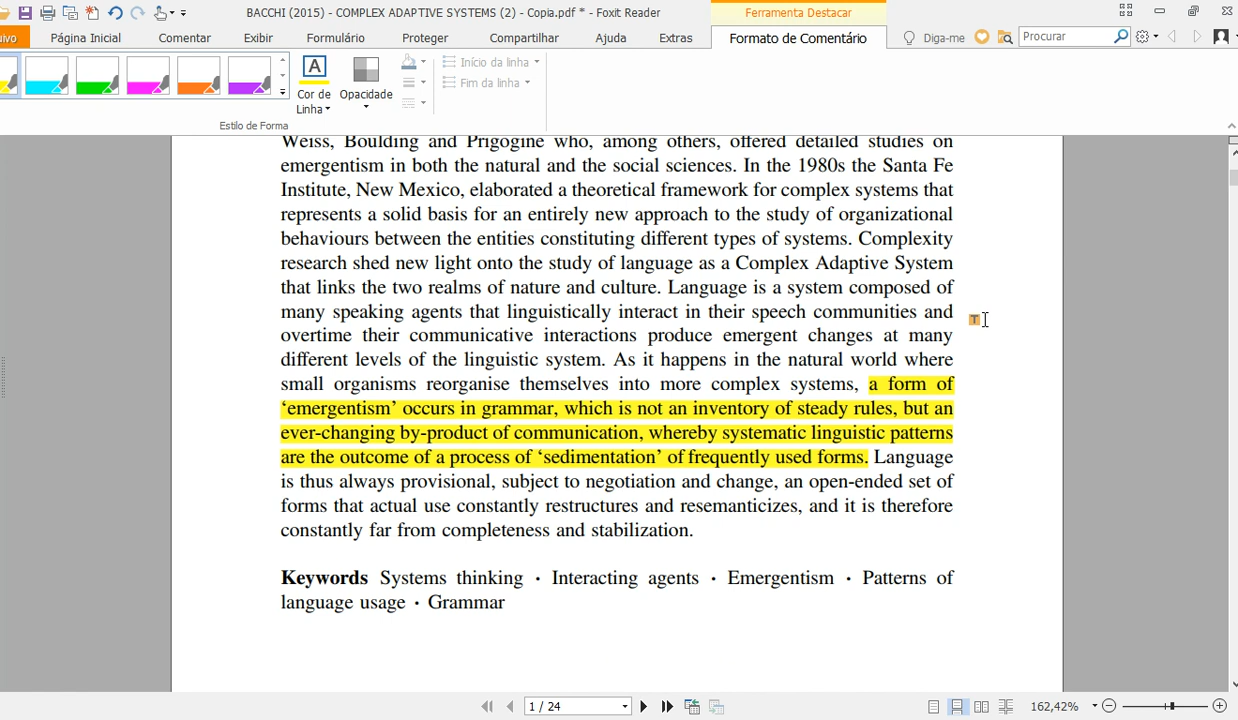 BACCHI (2015) - COMPLEX ADAPTIVE SYSTEMS (2) - Copia.pdf * - Foxit Reader
Ferramenta Destacar
ivo Página Inicial Comentar Exibir Formulário Proteger Compartilhar Ajuda Extras Formato de Comentário Diga-me Procurar
A Cor de Linha Opacidade Início da linha
Fim da linha
Estilo de Forma
Weiss, Boulding and Prigogine who, among others, offered detailed studies on
emergentism in both the natural and the social sciences. In the 1980s the Santa Fe
Institute, New Mexico, elaborated a theoretical framework for complex systems that
represents a solid basis for an entirely new approach to the study of organizational
behaviours between the entities constituting different types of systems. Complexity
research shed new light onto the study of language as a Complex Adaptive System
that links the two realms of nature and culture. Language is a system composed of
many speaking agents that linguistically interact in their speech communities and
overtime their communicative interactions produce emergent changes at many
different levels of the linguistic system. As it happens in the natural world where
small organisms reorganise themselves into more complex systems, a form of
‘emergentism’ occurs in grammar, which is not an inventory of steady rules, but an
ever-changing by-product of communication, whereby systematic linguistic patterns
are the outcome of a process of ‘sedimentation’ of frequently used forms. Language
is thus always provisional, subject to negotiation and change, an open-ended set of
forms that actual use constantly restructures and resemanticizes, and it is therefore
constantly far from completeness and stabilization.
Keywords Systems thinking · Interacting agents · Emergentism · Patterns of
language usage · Grammar
T
1 / 24
162,42%